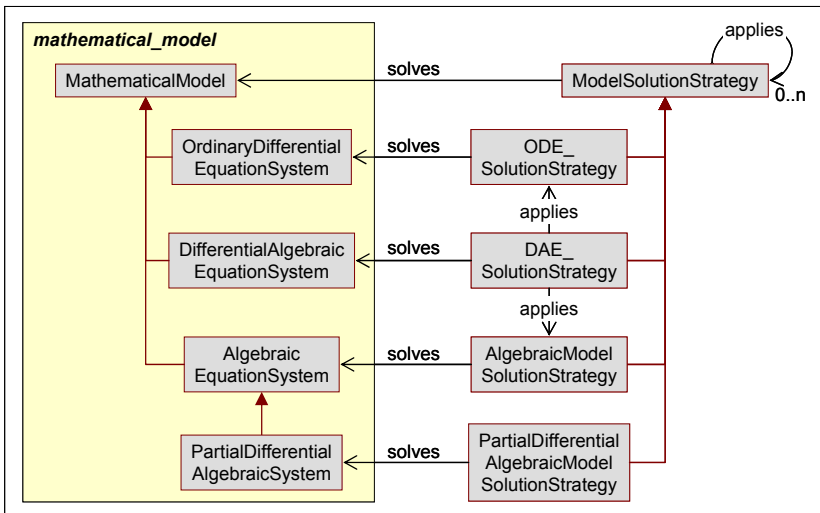 applies
mathematical_model
MathematicalModel
solves
ModelSolutionStrategy
0..n
OrdinaryDifferential
EquationSystem
solves
ODE_
SolutionStrategy
applies
DifferentialAlgebraic
EquationSystem
solves
DAE_
SolutionStrategy
applies
Algebraic
EquationSystem
solves
AlgebraicModel
SolutionStrategy
PartialDifferential
AlgebraicSystem
solves
PartialDifferential
AlgebraicModel
SolutionStrategy